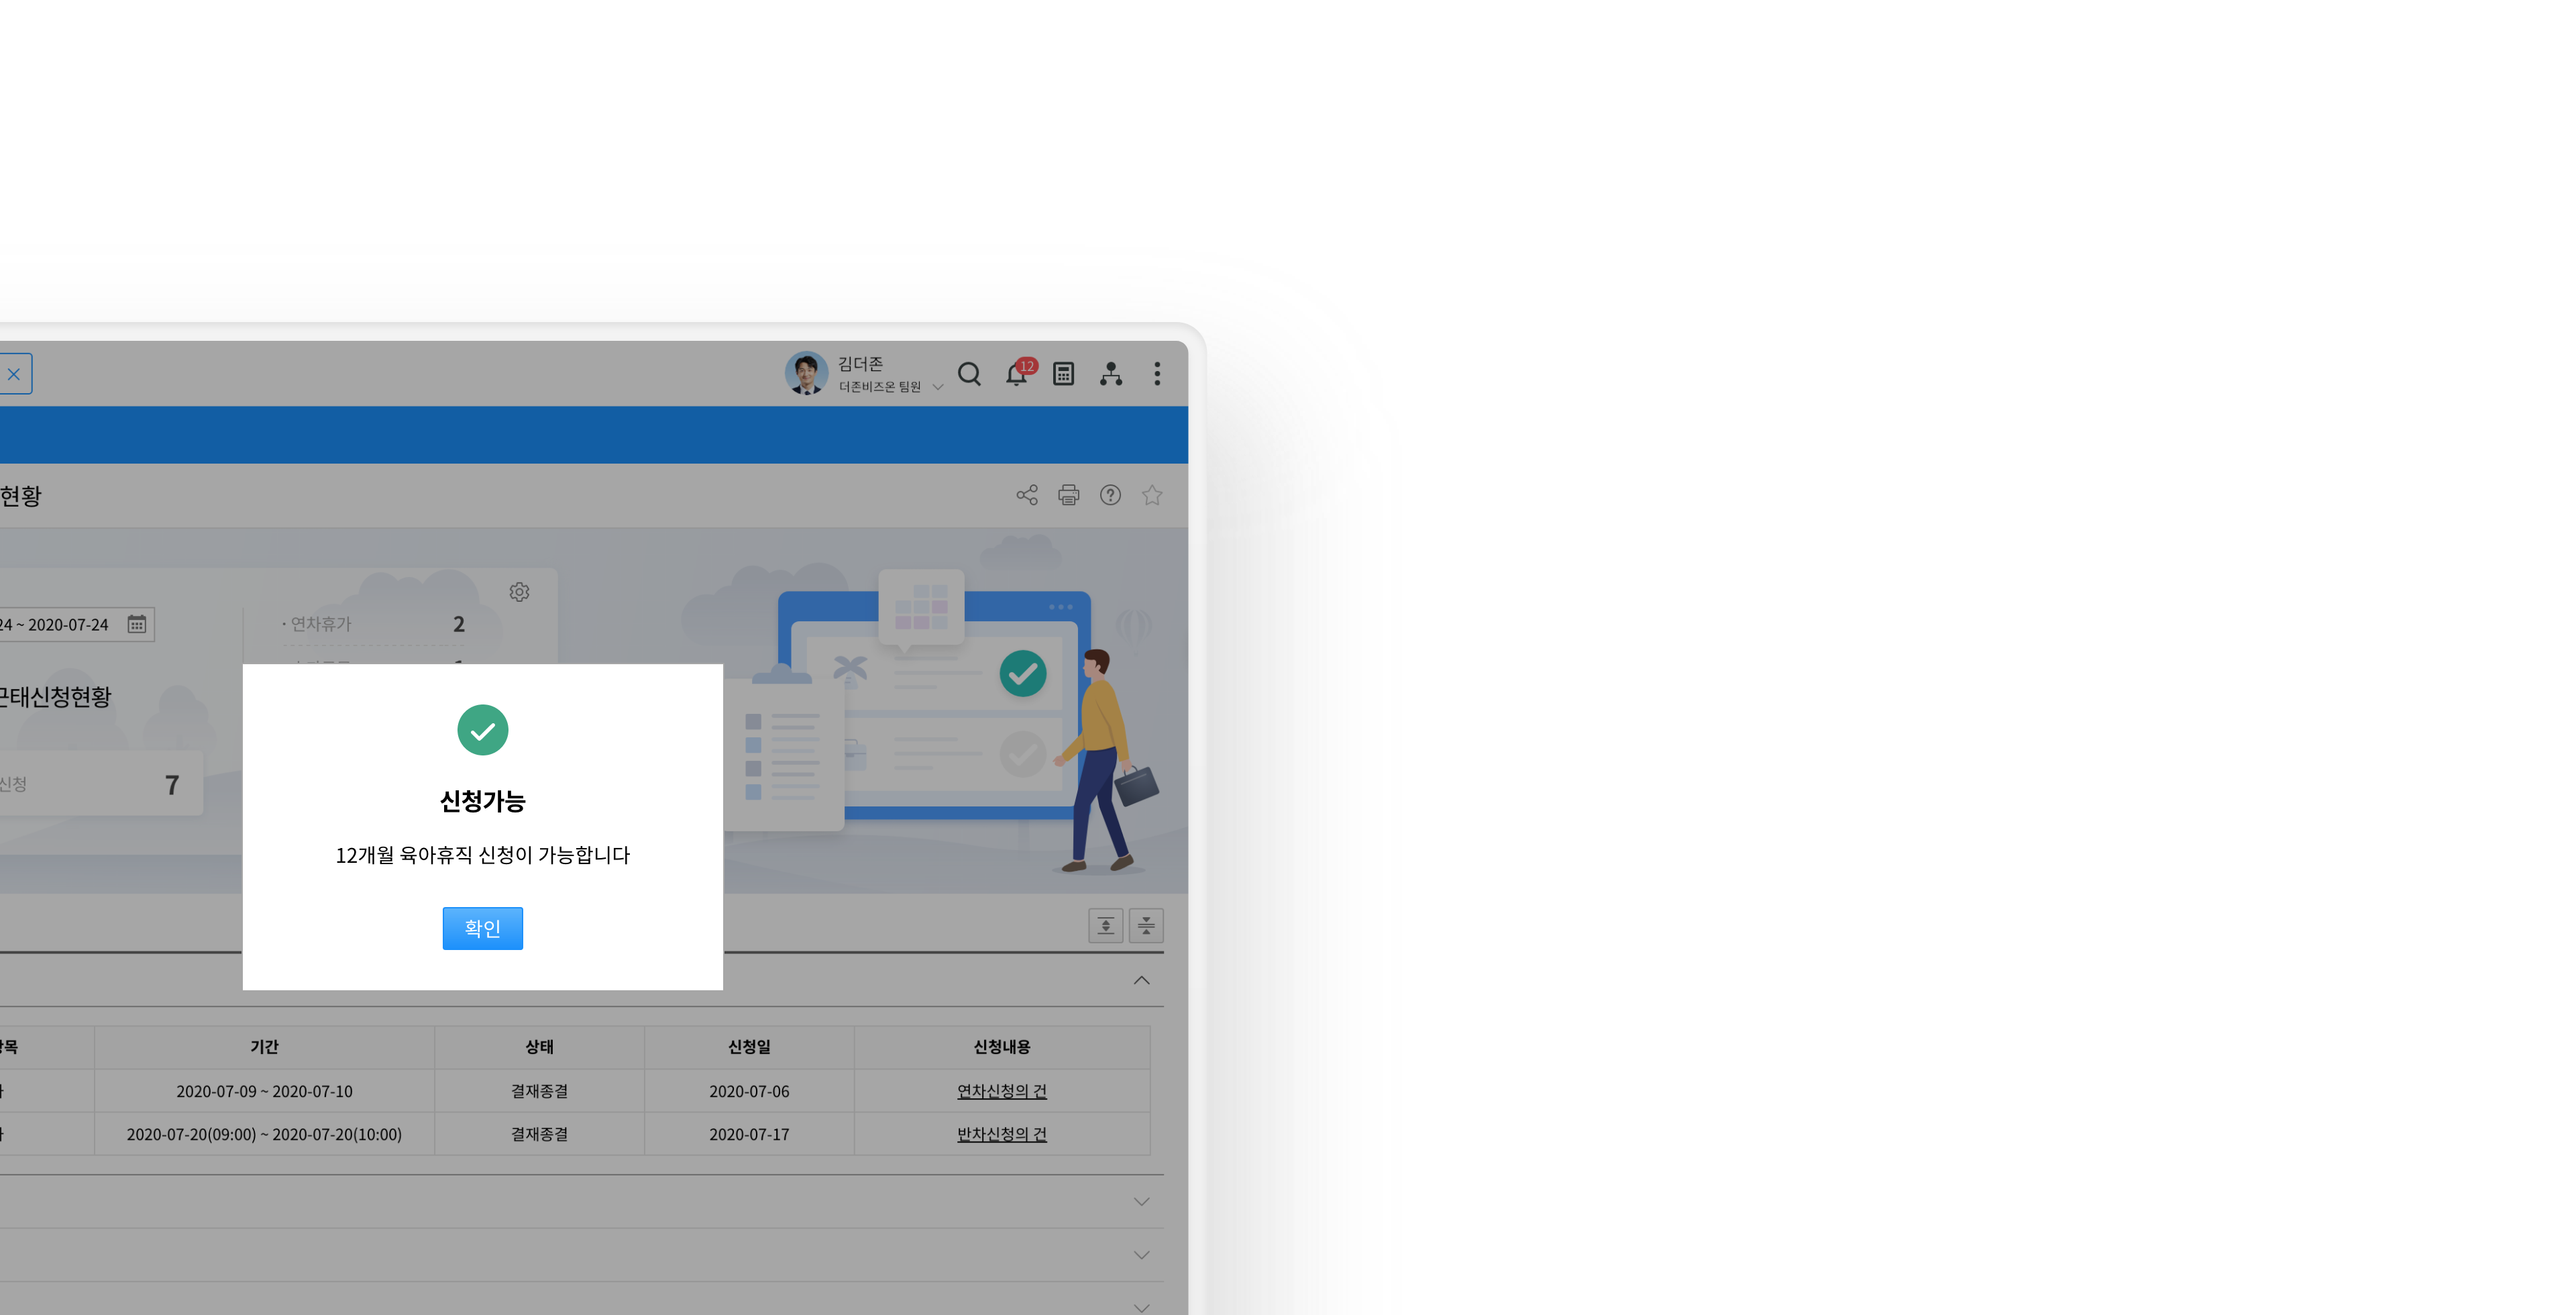 김더존
더존비즈온 팀원
12
현황
24 ~ 2020-07-24
· 연차휴가 2
근태신청현황
신청 7
신청가능
12개월 육아휴직 신청이 가능합니다
확인
항목 기간 상태 신청일 신청내용
2020-07-09 ~ 2020-07-10 결재종결 2020-07-06 연차신청의 건
2020-07-20(09:00) ~ 2020-07-20(10:00) 결재종결 2020-07-17 반차신청의 건